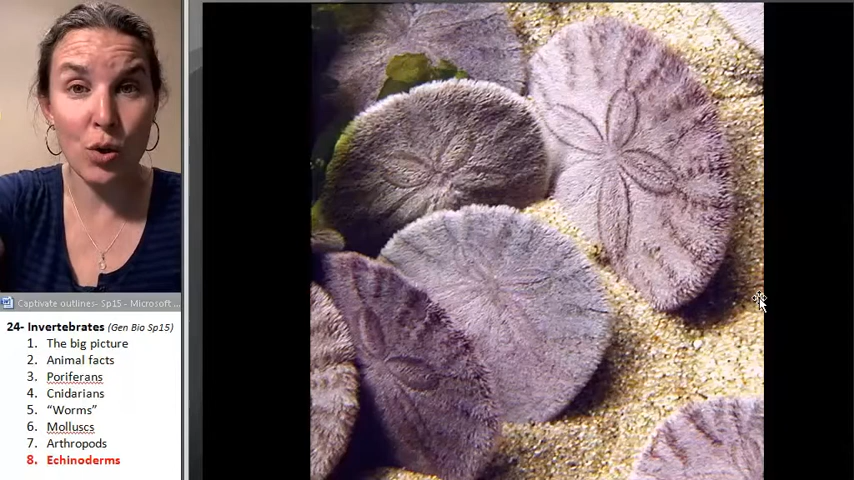 Captivate outlines- Sp15 - Microsoft ...
24- Invertebrates (Gen Bio Sp15)
1. The big picture
2. Animal facts
3. Poriferans
4. Cnidarians
5. “Worms”
6. Molluscs
7. Arthropods
8. Echinoderms